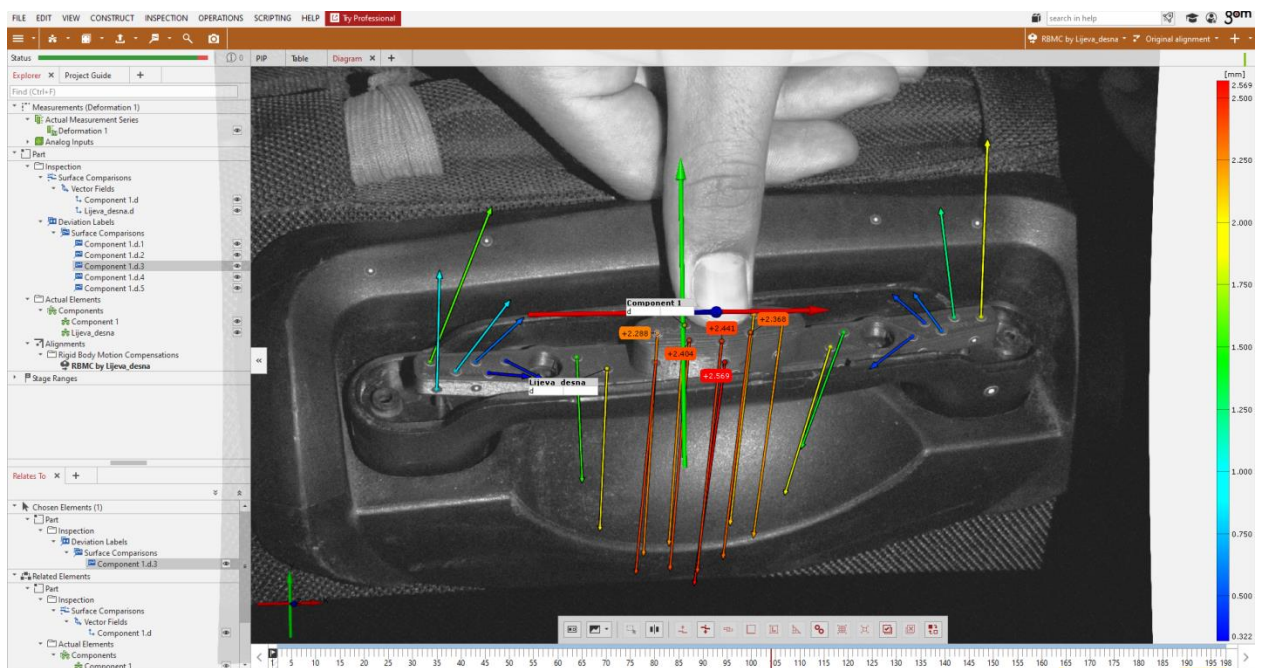 FILE EDIT VIEW CONSTRUCT INSPECTION OPERATIONS SCRIPTING HELP Try Professional search in help gom
RBMC by Lijeva_desna Original alignment
Status 0 PIP Table Diagram
Explorer Project Guide
Find (Ctrl+F)
Measurements (Deformation 1)
Actual Measurement Series
Deformation 1
Analog Inputs
Part
Inspection
Surface Comparisons
Vector Fields
Component 1.d
Lijeva_desna.d
Deviation Labels
Surface Comparisons
Component 1.d.1
Component 1.d.2
Component 1.d.3
Component 1.d.4
Component 1.d.5
Actual Elements
Components
Component 1
Lijeva_desna
Alignments
Rigid Body Motion Compensations
RBMC by Lijeva_desna
Stage Ranges
Relates To
Chosen Elements (1)
Part
Inspection
Deviation Labels
Surface Comparisons
Component 1.d.3
Related Elements
Part
Inspection
Surface Comparisons
Vector Fields
Component 1.d
Actual Elements
Components
Component 1
Component 1
d
+2.288
+2.441
+2.368
+2.404
+2.569
Lijeva desna
d
[mm]
2.569
2.500
2.250
2.000
1.750
1.500
1.250
1.000
0.750
0.500
0.322
1 5 10 15 20 25 30 35 40 45 50 55 60 65 70 75 80 85 90 95 100 105 110 115 120 125 130 135 140 145 150 155 160 165 170 175 180 185 190 195 198